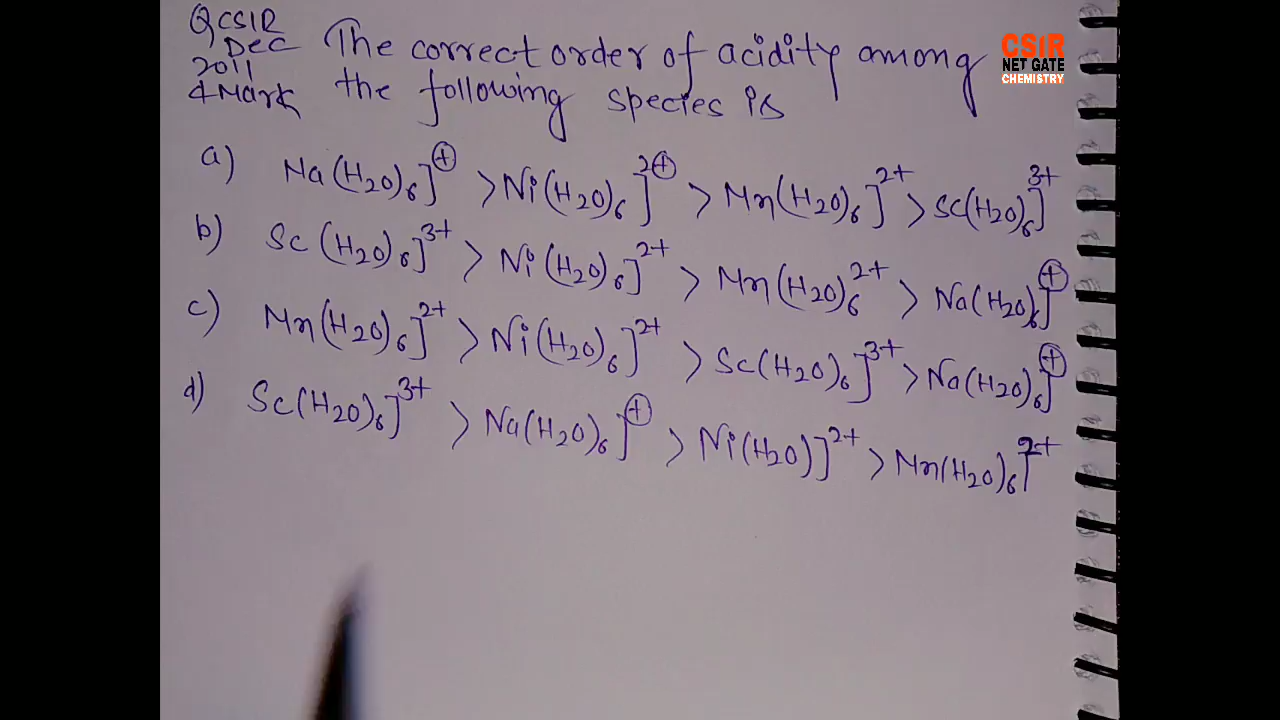 QCSIR
Dec
2011
4 Mark
The correct order of acidity among
the following species is
CSIR
NET GATE
CHEMISTRY
a) Na(H2O)6]⊕ > Ni(H2O)6]2⊕ > Mn(H2O)6]2+ > Sc(H2O)6]3+
b) Sc(H2O)6]3+ > Ni(H2O)6]2+ > Mn(H2O)6 2+ > Na(H2O)6]⊕
c) Mn(H2O)6]2+ > Ni(H2O)6]2+ > Sc(H2O)6]3+ > Na(H2O)6]⊕
d) Sc(H2O)6]3+ > Na(H2O)6]⊕ > Ni(H2O)]2+ > Mn(H2O)6]2+